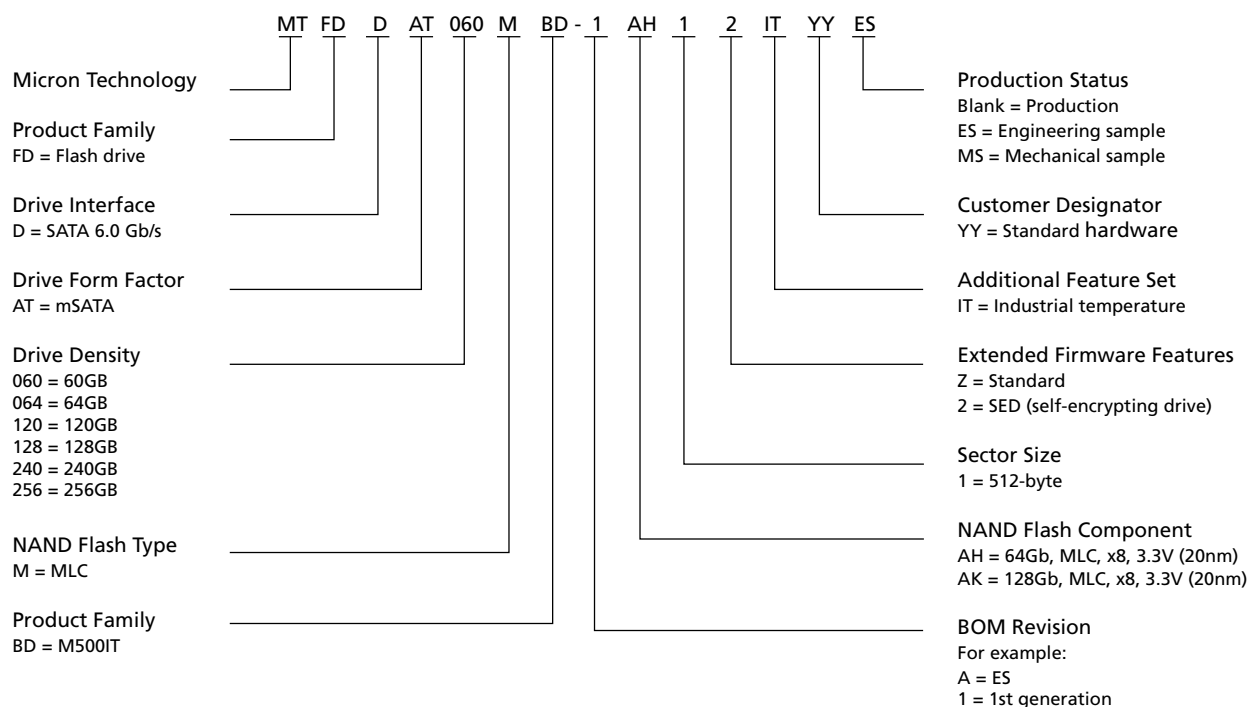 MT FD D AT 060 M BD - 1 AH 1 2 IT YY ES
Micron Technology
Product Family
FD = Flash drive
Drive Interface
D = SATA 6.0 Gb/s
Drive Form Factor
AT = mSATA
Drive Density
060 = 60GB
064 = 64GB
120 = 120GB
128 = 128GB
240 = 240GB
256 = 256GB
NAND Flash Type
M = MLC
Product Family
BD = M500IT
Production Status
Blank = Production
ES = Engineering sample
MS = Mechanical sample
Customer Designator
YY = Standard hardware
Additional Feature Set
IT = Industrial temperature
Extended Firmware Features
Z = Standard
2 = SED (self-encrypting drive)
Sector Size
1 = 512-byte
NAND Flash Component
AH = 64Gb, MLC, x8, 3.3V (20nm)
AK = 128Gb, MLC, x8, 3.3V (20nm)
BOM Revision
For example:
A = ES
1 = 1st generation